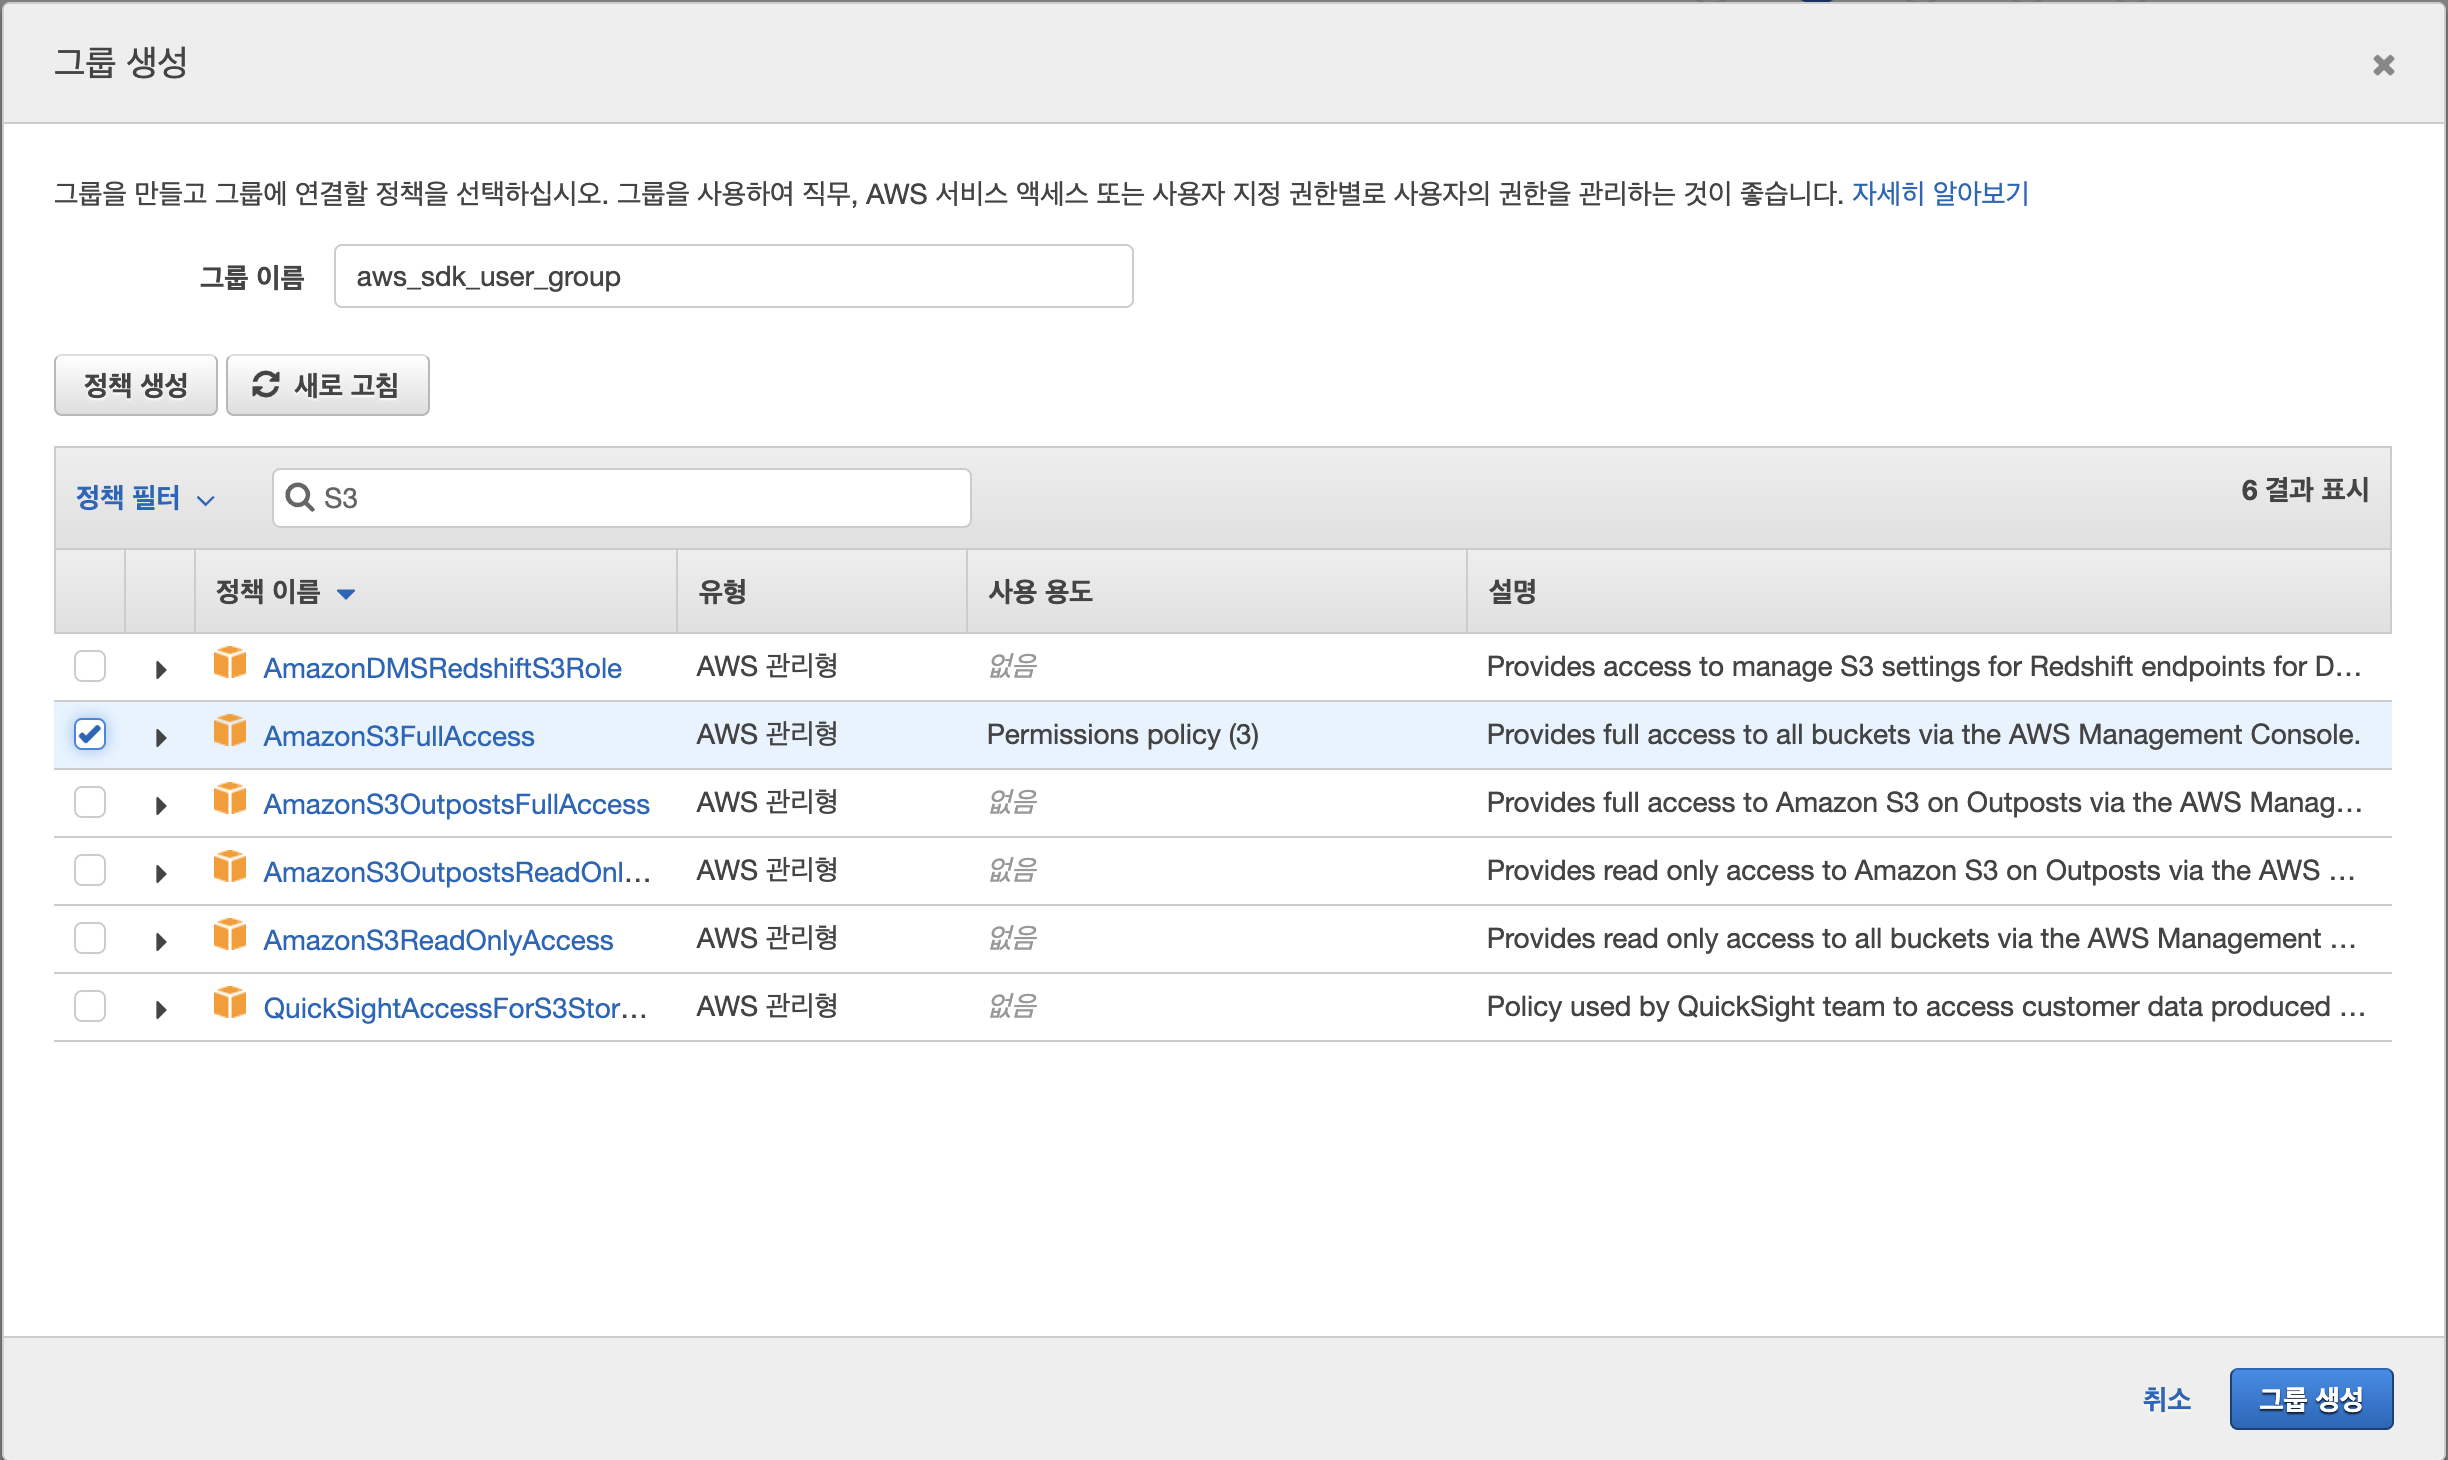 그룹 생성
그룹을 만들고 그룹에 연결할 정책을 선택하십시오. 그룹을 사용하여 직무, AWS 서비스 액세스 또는 사용자 지정 권한별로 사용자의 권한을 관리하는 것이 좋습니다. 자세히 알아보기
그룹 이름 aws_sdk_user_group
정책 생성 새로 고침
정책 필터 S3 6 결과 표시
정책 이름 유형 사용 용도 설명
AmazonDMSRedshiftS3Role AWS 관리형 없음 Provides access to manage S3 settings for Redshift endpoints for D...
AmazonS3FullAccess AWS 관리형 Permissions policy (3) Provides full access to all buckets via the AWS Management Console.
AmazonS3OutpostsFullAccess AWS 관리형 없음 Provides full access to Amazon S3 on Outposts via the AWS Manag...
AmazonS3OutpostsReadOnl... AWS 관리형 없음 Provides read only access to Amazon S3 on Outposts via the AWS ...
AmazonS3ReadOnlyAccess AWS 관리형 없음 Provides read only access to all buckets via the AWS Management ...
QuickSightAccessForS3Stor... AWS 관리형 없음 Policy used by QuickSight team to access customer data produced ...
취소 그룹 생성